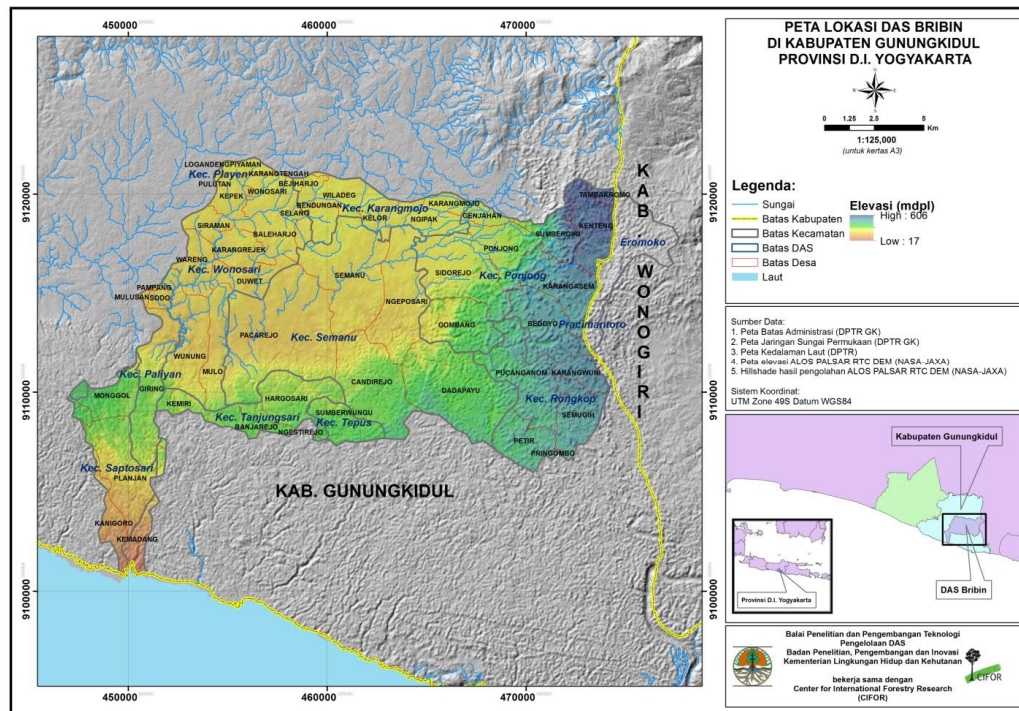 450000
460000
470000
9120000
9110000
9100000
LOGANDENG
PIYAMAN
Kec. Playen
KARANGTENGAH
PULUTAN
BEJIHARJO
KEPEK
WONOSARI
WILADEG
BENDUNGAN
Kec. Karangmojo
KARANGMOJO
SELANG
KELOR
NGIPAK
GENJAHAN
TAMBAKROMO
KENTENG
SUMBERGIRI
SIRAMAN
BALEHARJO
PONJONG
KARANGREJEK
WARENG
Kec. Wonosari
DUWET
SEMANU
SIDOREJO
Kec. Ponjong
KARANGASEM
PAMPANG
MULUSAN
SODO
NGEPOSARI
GOMBANG
BEDOYO
Pracimantoro
Eromoko
PACAREJO
Kec. Semanu
WUNUNG
MULO
Kec. Paliyan
GIRING
MONGGOL
KEMIRI
HARGOSARI
CANDIREJO
DADAPAYU
PUCANGANOM
KARANGWUNI
Kec. Rongkop
SEMUGIH
Kec. Tanjungsari
SUMBERWUNGU
Kec. Tepus
BANJAREJO
NGESTIREJO
PETIR
PRINGOMBO
Kec. Saptosari
PLANJAN
KANIGORO
KEMADANG
KAB. GUNUNGKIDUL
KAB WONOGIRI
450000
460000
470000
9120000
9110000
9100000
PETA LOKASI DAS BRIBIN
DI KABUPATEN GUNUNGKIDUL
PROVINSI D.I. YOGYAKARTA
N
W
E
S
0 1.25 2.5 5
Km
1:125,000
(untuk kertas A3)
Legenda:
Sungai
Batas Kabupaten
Batas Kecamatan
Batas DAS
Batas Desa
Laut
Elevasi (mdpl)
High : 606
Low : 17
Sumber Data:
1. Peta Batas Administrasi (DPTR GK)
2. Peta Jaringan Sungai Permukaan (DPTR GK)
3. Peta Kedalaman Laut (DPTR)
4. Peta elevasi ALOS PALSAR RTC DEM (NASA-JAXA)
5. Hillshade hasil pengolahan ALOS PALSAR RTC DEM (NASA-JAXA)
Sistem Koordinat:
UTM Zone 49S Datum WGS84
Kabupaten Gunungkidul
Provinsi D.I. Yogyakarta
DAS Bribin
Balai Penelitian dan Pengembangan Teknologi
Pengelolaan DAS
Badan Penelitian, Pengembangan dan Inovasi
Kementerian Lingkungan Hidup dan Kehutanan
bekerja sama dengan
Center for International Forestry Research
(CIFOR)
CIFOR